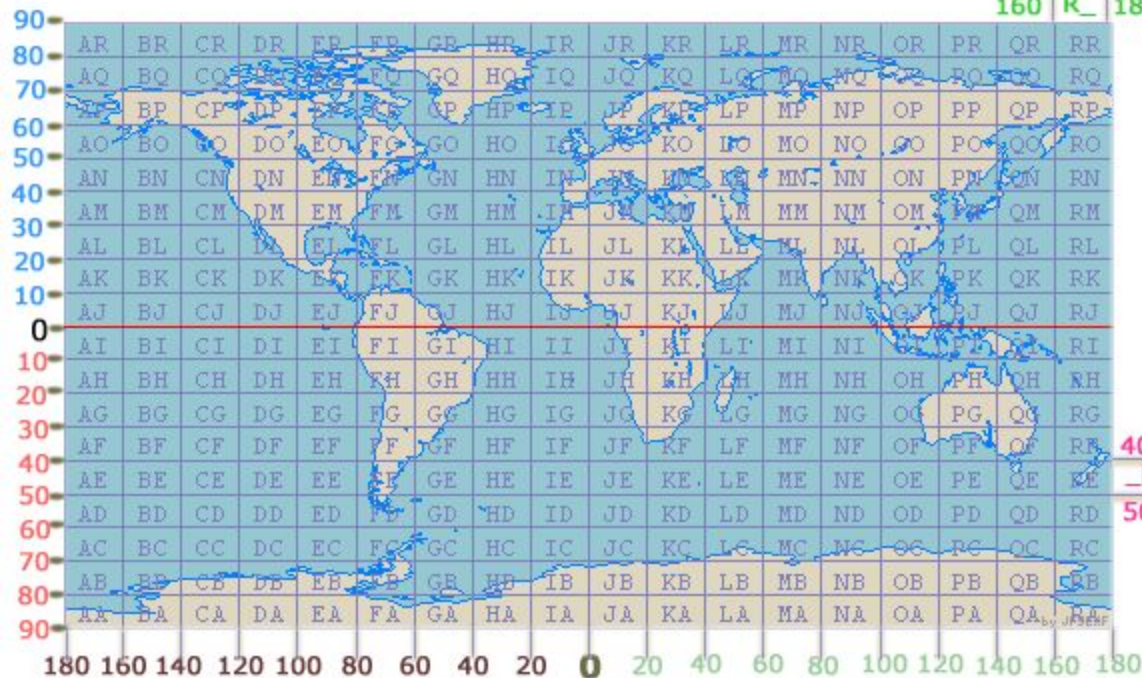 160 R_ 18
90
AR BR CR DR ER FR GR HR IR JR KR LR MR NR OR PR QR RR
80
AQ BQ CQ FQ GQ HQ IQ JQ KQ LQ MQ NQ OQ PQ QQ RQ
70
BP CP HP IP JP KP LP MP NP OP PP QP RP
60
AO BO CO DO EO FO GO HO KO LO MO NO OO PO QO RO
50
AN BN CN DN EN FN GN HN IN MN NN ON PN QN RN
40
AM BM CM DM EM FM GM HM IM JM KM LM MM NM OM QM RM
30
AL BL CL EL FL GL HL IL JL KL LL ML NL OL PL QL RL
20
AK BK CK DK FK GK HK IK JK KK LK MK NK OK PK QK RK
10
AJ BJ CJ DJ EJ FJ GJ HJ IJ JJ KJ LJ MJ NJ OJ PJ QJ RJ
0
AI BI CI DI EI FI GI HI II JI KI LI MI NI RI
10
AH BH CH DH EH FH GH HH IH JH KH LH MH NH OH PH QH RH
20
AG BG CG DG EG FG GG HG IG JG KG LG MG NG OG PG QG RG
30
AF BF CF DF EF FF GF HF IF JF KF LF MF NF OF PF QF RF 40
40
AE BE CE DE EE GE HE IE JE KE LE ME NE OE PE QE RE _
50
AD BD CD DD ED FD GD HD ID JD KD LD MD ND OD PD QD RD 50
60
AC BC CC DC EC FC GC HC IC JC KC LC MC NC OC PC QC RC
70
AB BB CB DB EB FB GB HB IB JB KB LB MB NB OB PB QB RB
80
AA BA CA DA EA FA GA HA IA JA KA LA MA NA OA PA QA RA
90
180 160 140 120 100 80 60 40 20 0 20 40 60 80 100 120 140 160 180